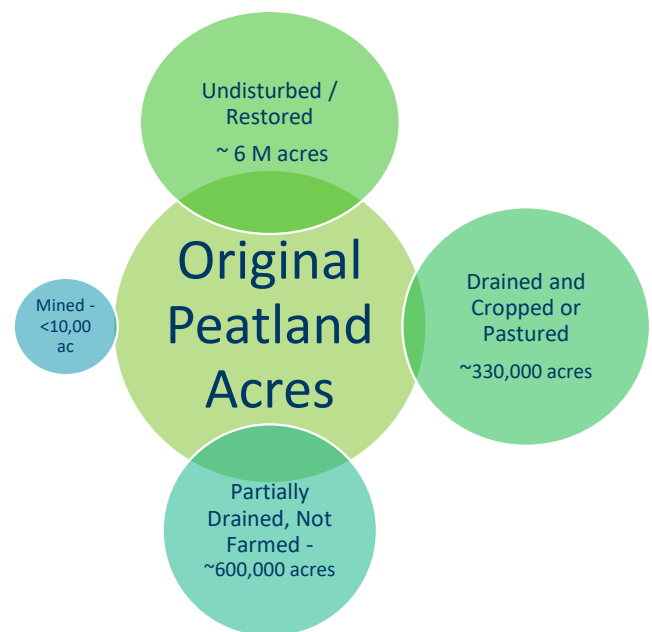 Undisturbed /
Restored
~ 6 M acres
Original
Peatland
Acres
Drained and
Cropped or
Pastured
~330,000 acres
Mined -
<10,00
ac
Partially
Drained, Not
Farmed -
~600,000 acres